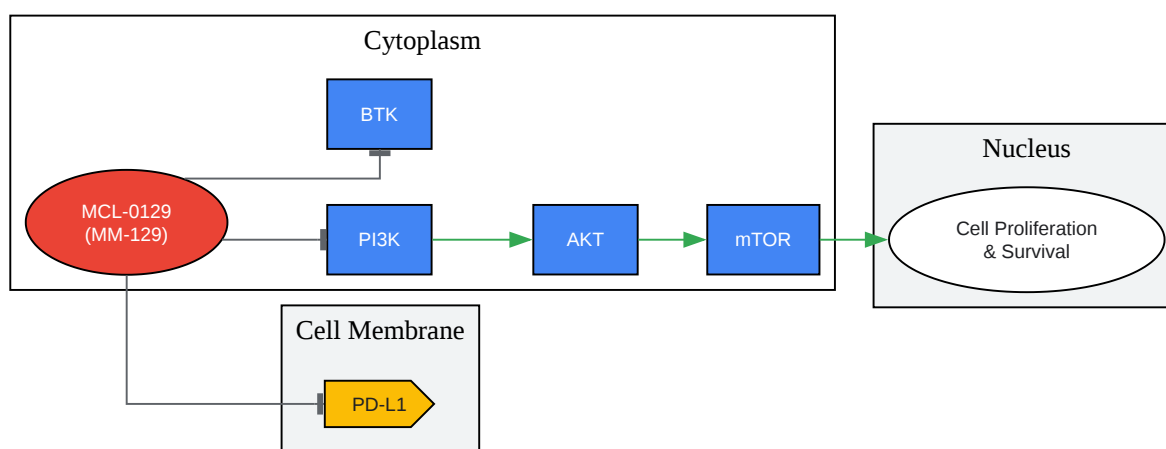 Cytoplasm
BTK
Nucleus
MCL-0129
(MM-129)
PI3K
AKT
mTOR
Cell Proliferation
& Survival
Cell Membrane
PD-L1